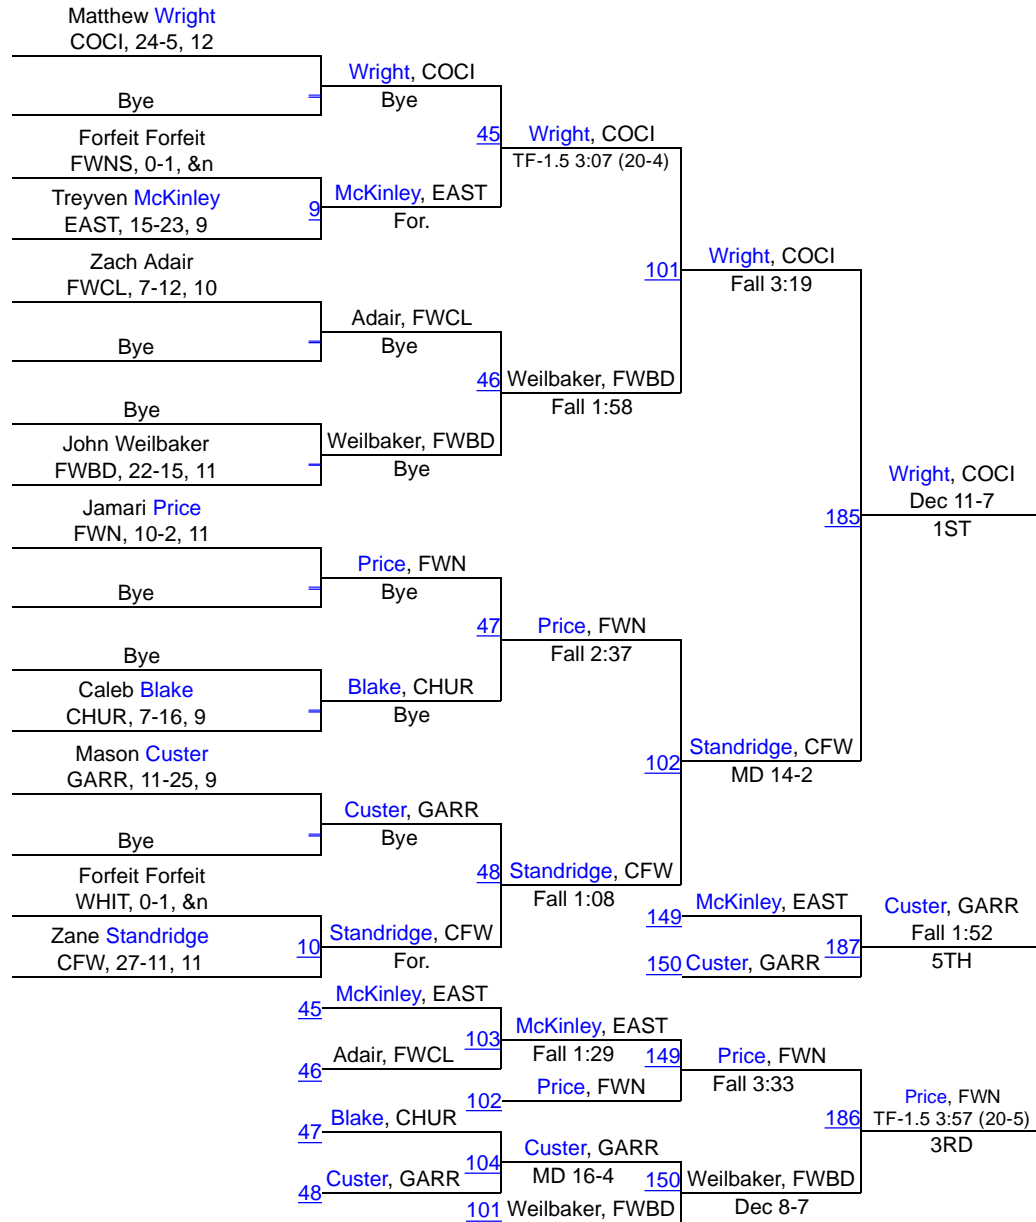 Matthew Wright
COCI, 24-5, 12
Bye
Wright, COCI
Bye
Forfeit Forfeit
FWNS, 0-1, &n
Treyven McKinley
EAST, 15-23, 9
9
McKinley, EAST
For.
45
Wright, COCI
TF-1.5 3:07 (20-4)
Zach Adair
FWCL, 7-12, 10
Bye
Adair, FWCL
Bye
Bye
John Weilbaker
FWBD, 22-15, 11
Weilbaker, FWBD
Bye
46
Weilbaker, FWBD
Fall 1:58
101
Wright, COCI
Fall 3:19
Jamari Price
FWN, 10-2, 11
Bye
Price, FWN
Bye
Bye
Caleb Blake
CHUR, 7-16, 9
Blake, CHUR
Bye
47
Price, FWN
Fall 2:37
Mason Custer
GARR, 11-25, 9
Bye
Custer, GARR
Bye
Forfeit Forfeit
WHIT, 0-1, &n
Zane Standridge
CFW, 27-11, 11
10
Standridge, CFW
For.
48
Standridge, CFW
Fall 1:08
102
Standridge, CFW
MD 14-2
185
Wright, COCI
Dec 11-7
1ST
149
McKinley, EAST
150
Custer, GARR
187
Custer, GARR
Fall 1:52
5TH
45
McKinley, EAST
46
Adair, FWCL
103
McKinley, EAST
Fall 1:29
102
Price, FWN
149
Price, FWN
Fall 3:33
47
Blake, CHUR
48
Custer, GARR
104
Custer, GARR
MD 16-4
101
Weilbaker, FWBD
150
Weilbaker, FWBD
Dec 8-7
186
Price, FWN
TF-1.5 3:57 (20-5)
3RD